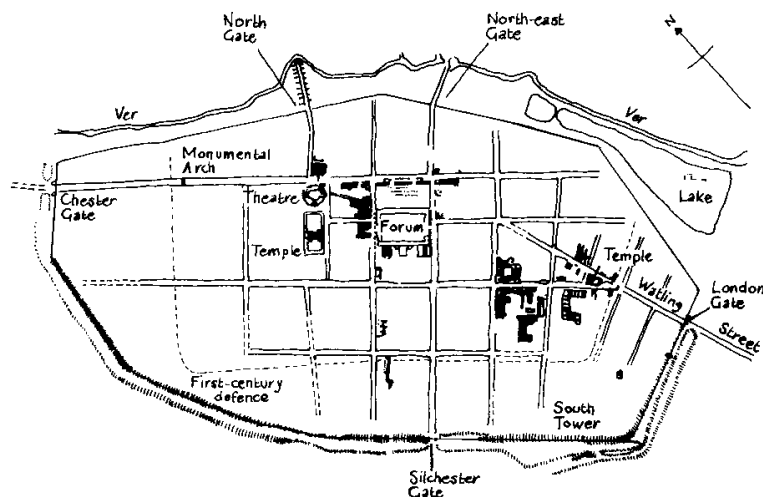 North
Gate
North-east
Gate
N
Ver
Ver
Monumental
Arch
Chester
Gate
Theatre
Lake
Forum
Temple
Temple
London
Gate
Watling
Street
First-century
defence
South
Tower
Silchester
Gate